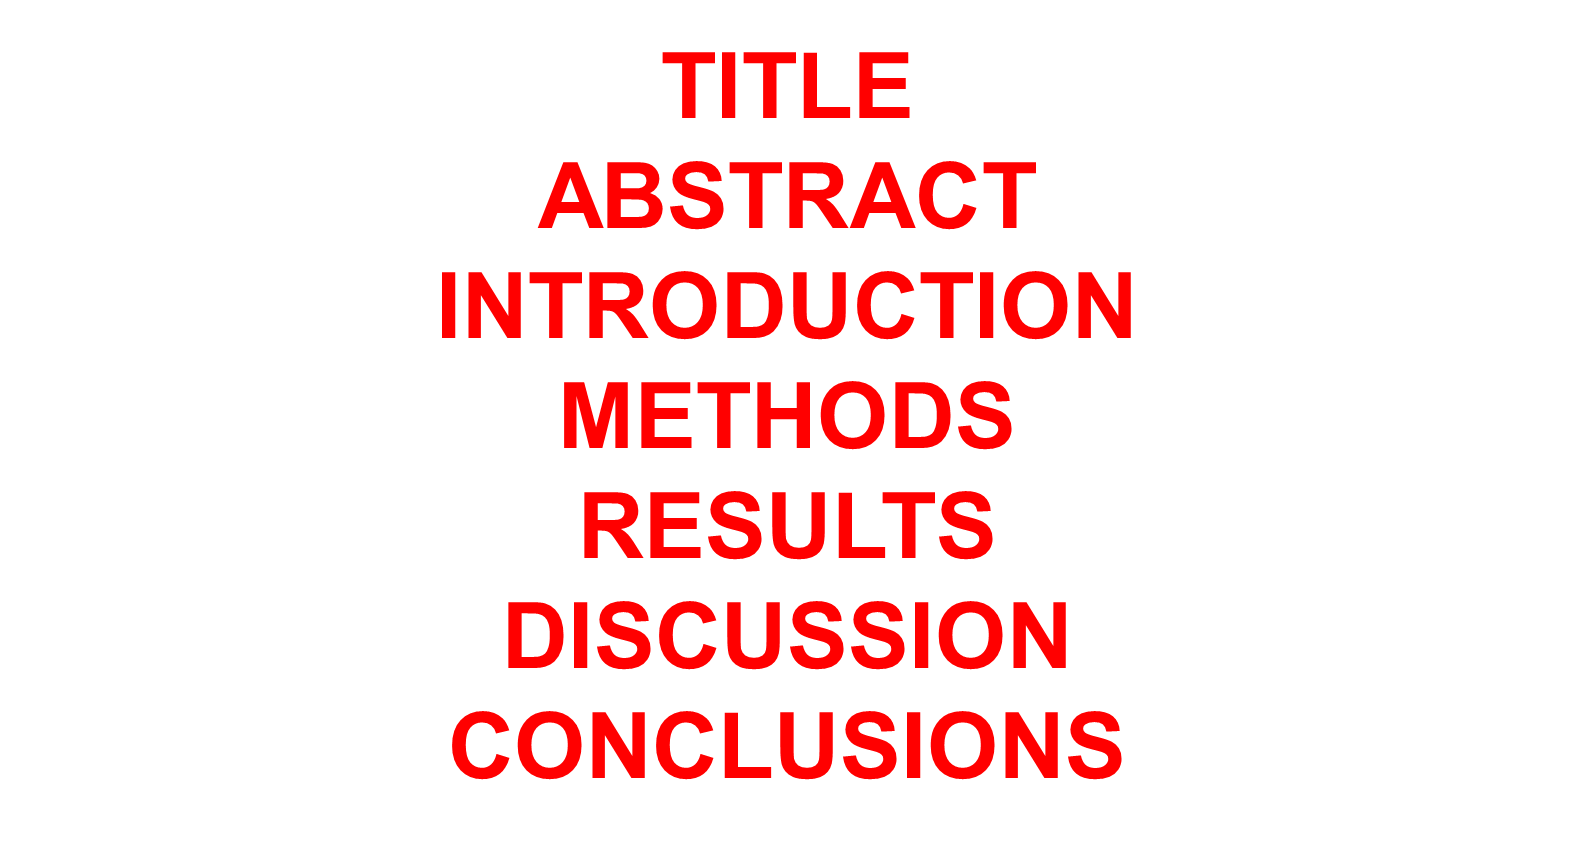 TITLE
ABSTRACT
INTRODUCTION
METHODS
RESULTS
DISCUSSION
CONCLUSIONS